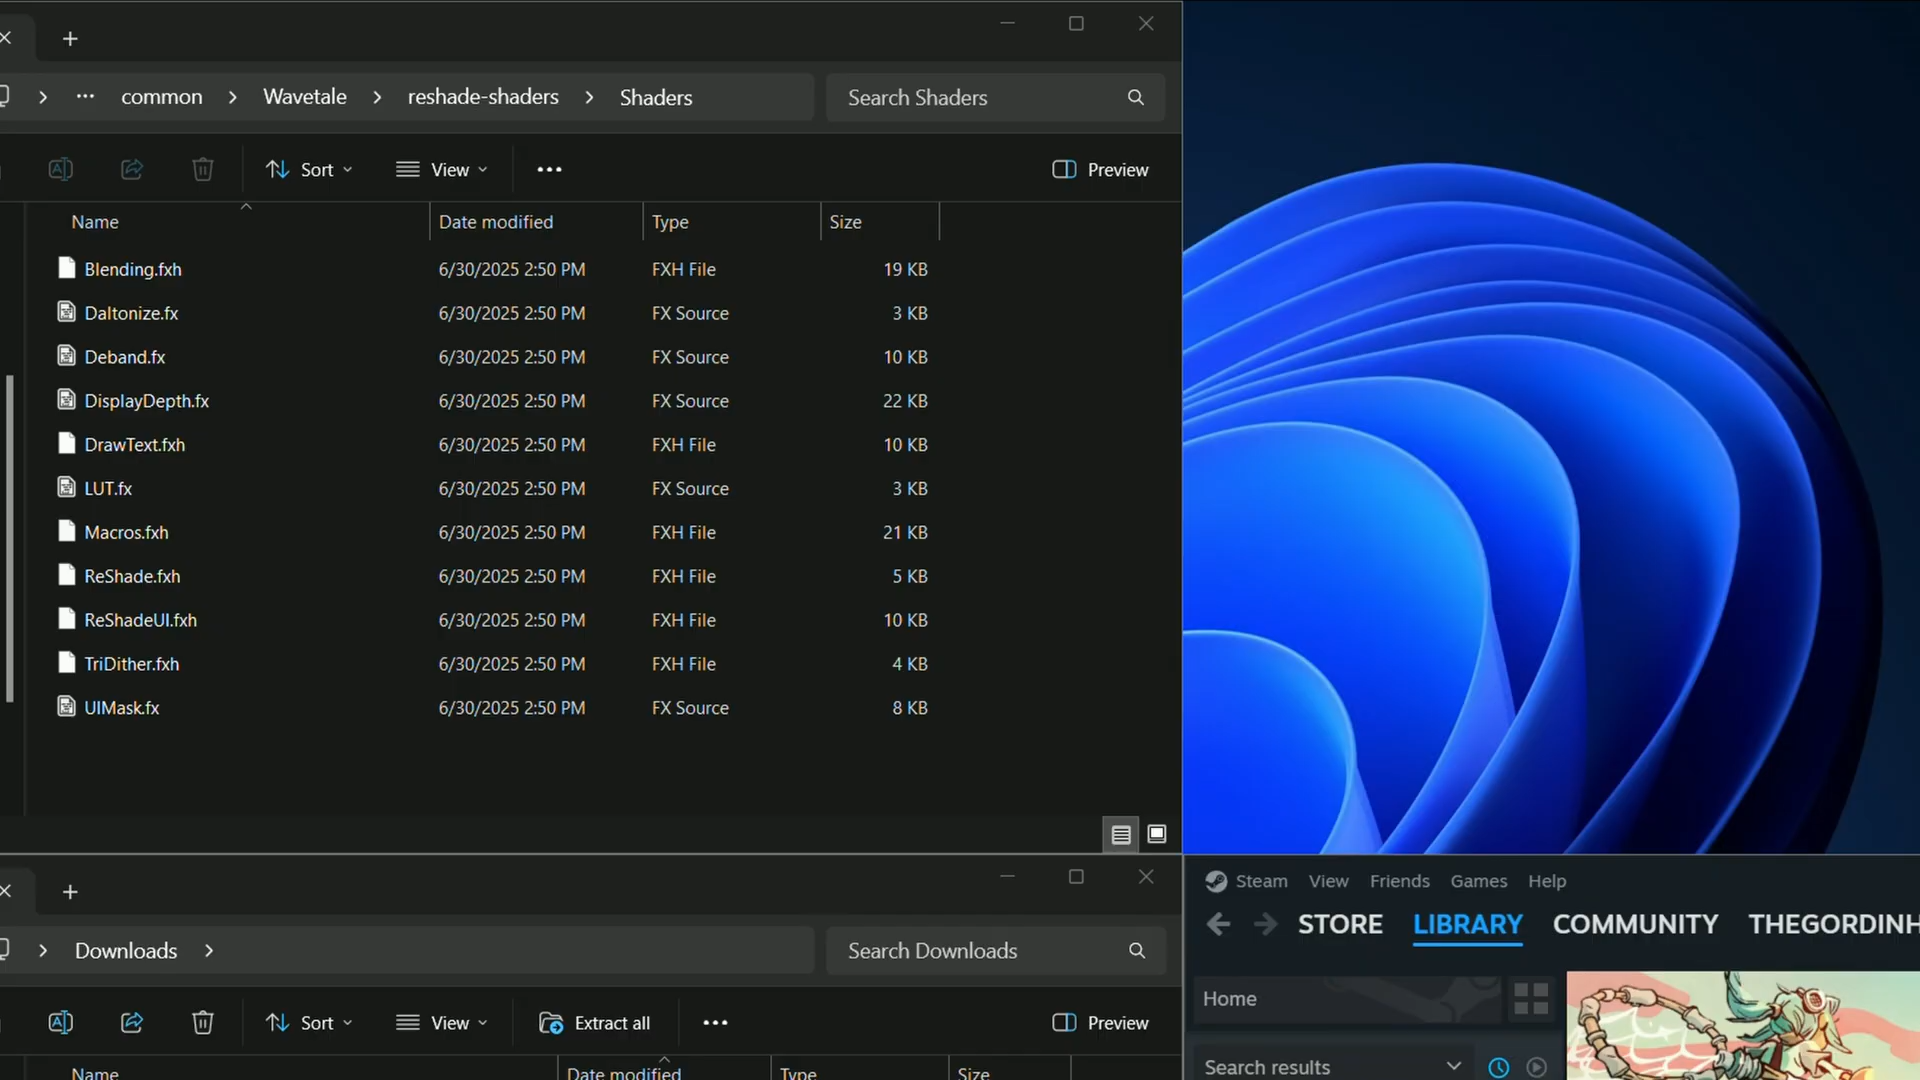 common > Wavetale > reshade-shaders > Shaders
Search Shaders
Sort
View
Preview
Name Date modified Type Size
Blending.fxh 6/30/2025 2:50 PM FXH File 19 KB
Daltonize.fx 6/30/2025 2:50 PM FX Source 3 KB
Deband.fx 6/30/2025 2:50 PM FX Source 10 KB
DisplayDepth.fx 6/30/2025 2:50 PM FX Source 22 KB
DrawText.fxh 6/30/2025 2:50 PM FXH File 10 KB
LUT.fx 6/30/2025 2:50 PM FX Source 3 KB
Macros.fxh 6/30/2025 2:50 PM FXH File 21 KB
ReShade.fxh 6/30/2025 2:50 PM FXH File 5 KB
ReShadeUI.fxh 6/30/2025 2:50 PM FXH File 10 KB
TriDither.fxh 6/30/2025 2:50 PM FXH File 4 KB
UIMask.fx 6/30/2025 2:50 PM FX Source 8 KB
Downloads >
Search Downloads
Sort
View
Extract all
Preview
Name Date modified Type Size
Steam View Friends Games Help
STORE LIBRARY COMMUNITY THEGORDINH
Home
Search results